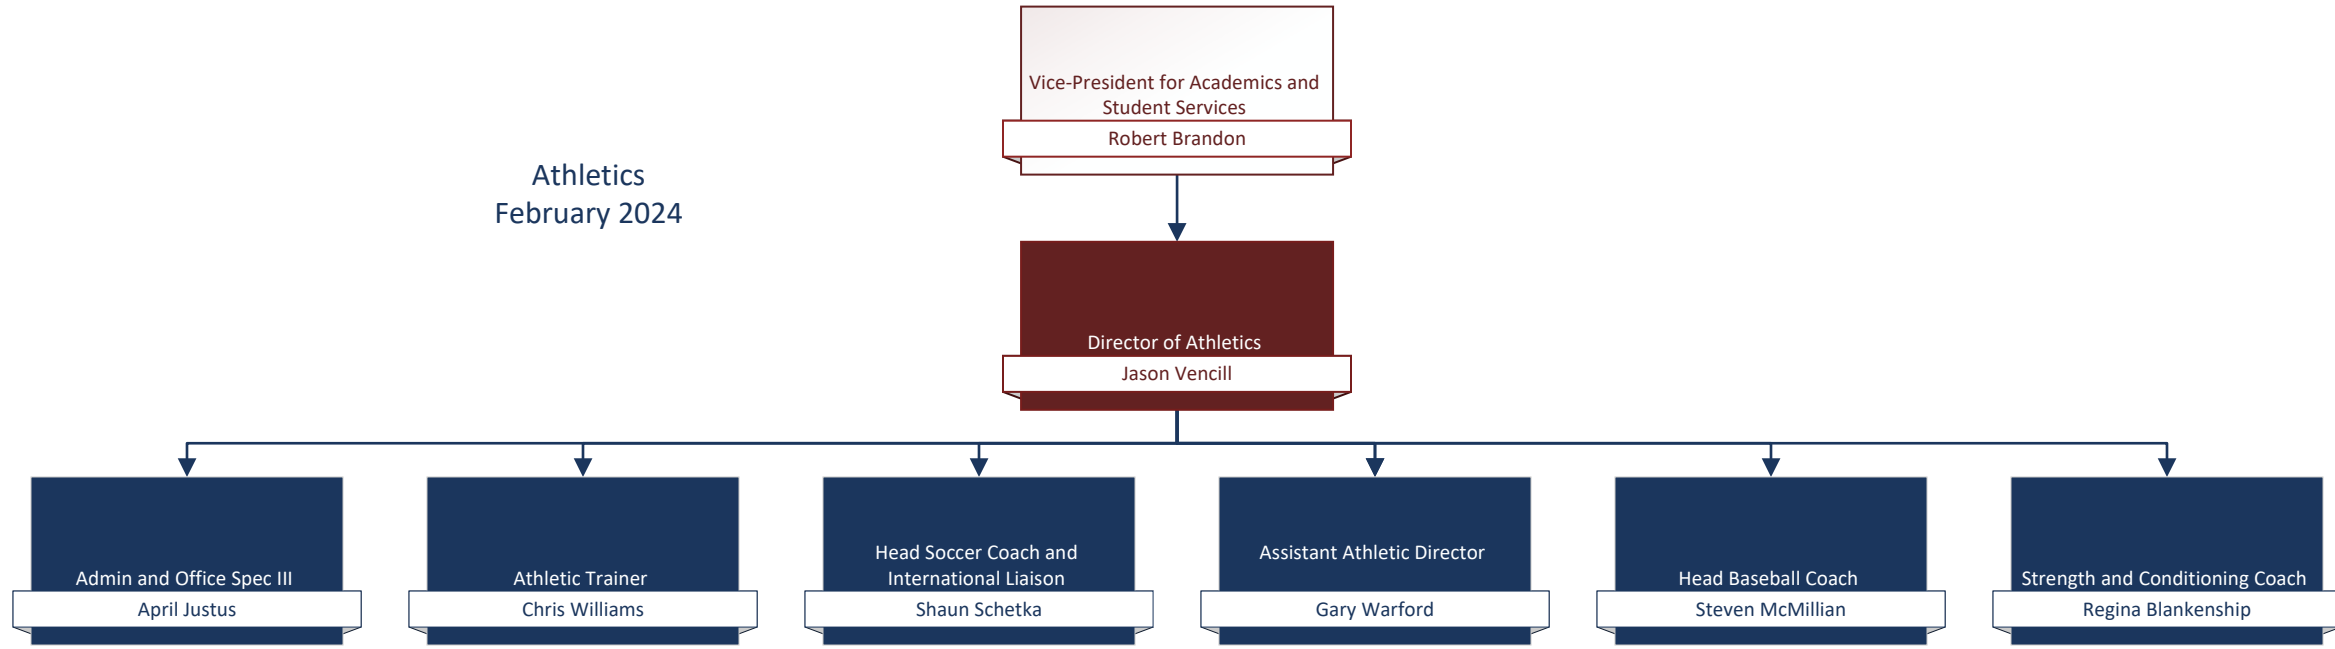 Vice-President for Academics and
Student Services
Robert Brandon
Athletics
February 2024
Director of Athletics
Jason Vencill
Admin and Office Spec III
April Justus
Athletic Trainer
Chris Williams
Head Soccer Coach and
International Liaison
Shaun Schetka
Assistant Athletic Director
Gary Warford
Head Baseball Coach
Steven McMillian
Strength and Conditioning Coach
Regina Blankenship